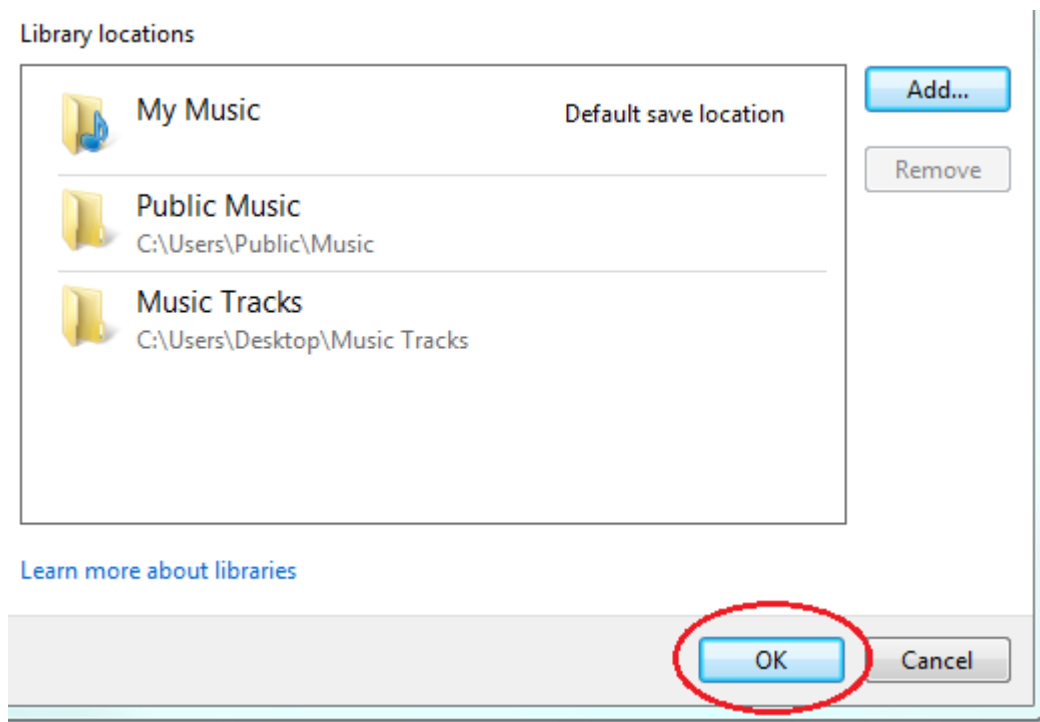 Library locations
My Music
Default save location
Add...
Remove
Public Music
C:\Users\Public\Music
Music Tracks
C:\Users\Desktop\Music Tracks
Learn more about libraries
OK
Cancel